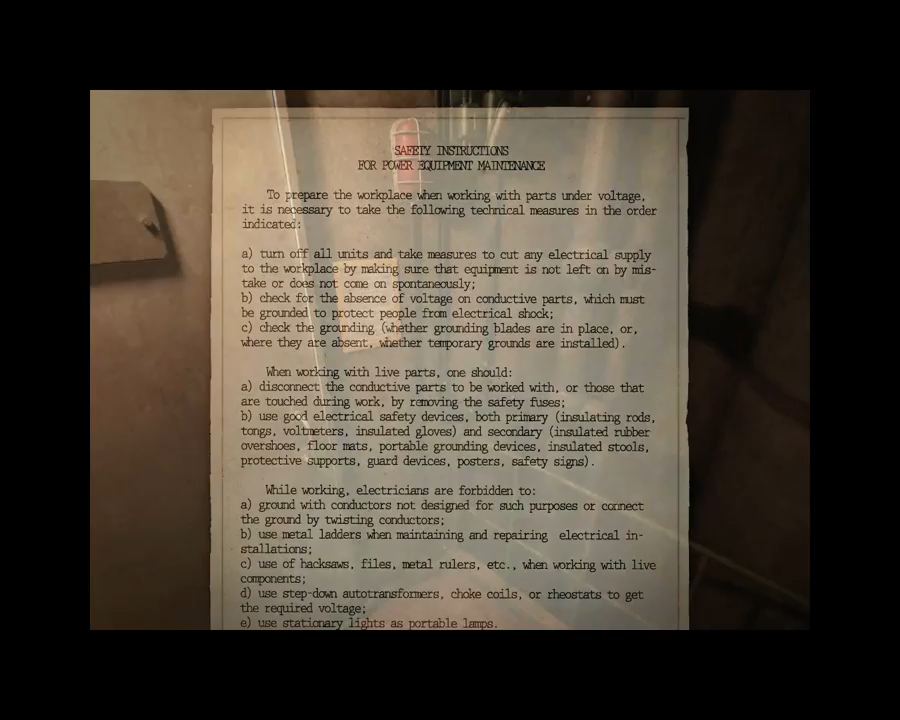 SAFETY INSTRUCTIONS
FOR POWER EQUIPMENT MAINTENANCE
To prepare the workplace when working with parts under voltage,
it is necessary to take the following technical measures in the order
indicated:
a) turn off all units and take measures to cut any electrical supply
to the workplace by making sure that equipment is not left on by mis-
take or does not come on spontaneously;
b) check for the absence of voltage on conductive parts, which must
be grounded to protect people from electrical shock;
c) check the grounding (whether grounding blades are in place, or,
where they are absent, whether temporary grounds are installed).
When working with live parts, one should:
a) disconnect the conductive parts to be worked with, or those that
are touched during work, by removing the safety fuses;
b) use good electrical safety devices, both primary (insulating rods,
tongs, voltmeters, insulated gloves) and secondary (insulated rubber
overshoes, floor mats, portable grounding devices, insulated stools,
protective supports, guard devices, posters, safety signs).
While working, electricians are forbidden to:
a) ground with conductors not designed for such purposes or connect
the ground by twisting conductors;
b) use metal ladders when maintaining and repairing electrical in-
stallations;
c) use of hacksaws, files, metal rulers, etc., when working with live
components;
d) use step-down autotransformers, choke coils, or rheostats to get
the required voltage;
e) use stationary lights as portable lamps.